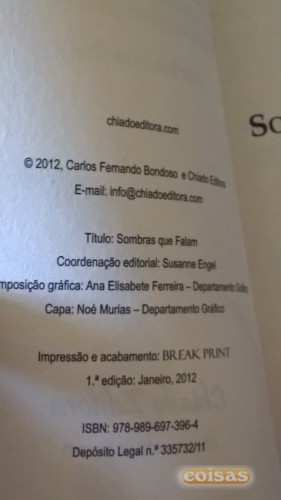 chiadoeditora.com
© 2012, Carlos Fernando Bondoso e Chiado Editora
E-mail: info@chiadoeditora.com
Título: Sombras que Falam
Coordenação editorial: Susanne Engel
mposição gráfica: Ana Elisabete Ferreira – Departamento Gráfico
Capa: Noé Murias – Departamento Gráfico
Impressão e acabamento: BREAK PRINT
1.ª edição: Janeiro, 2012
ISBN: 978-989-697-396-4
Depósito Legal n.º 335732/11
So
coisas